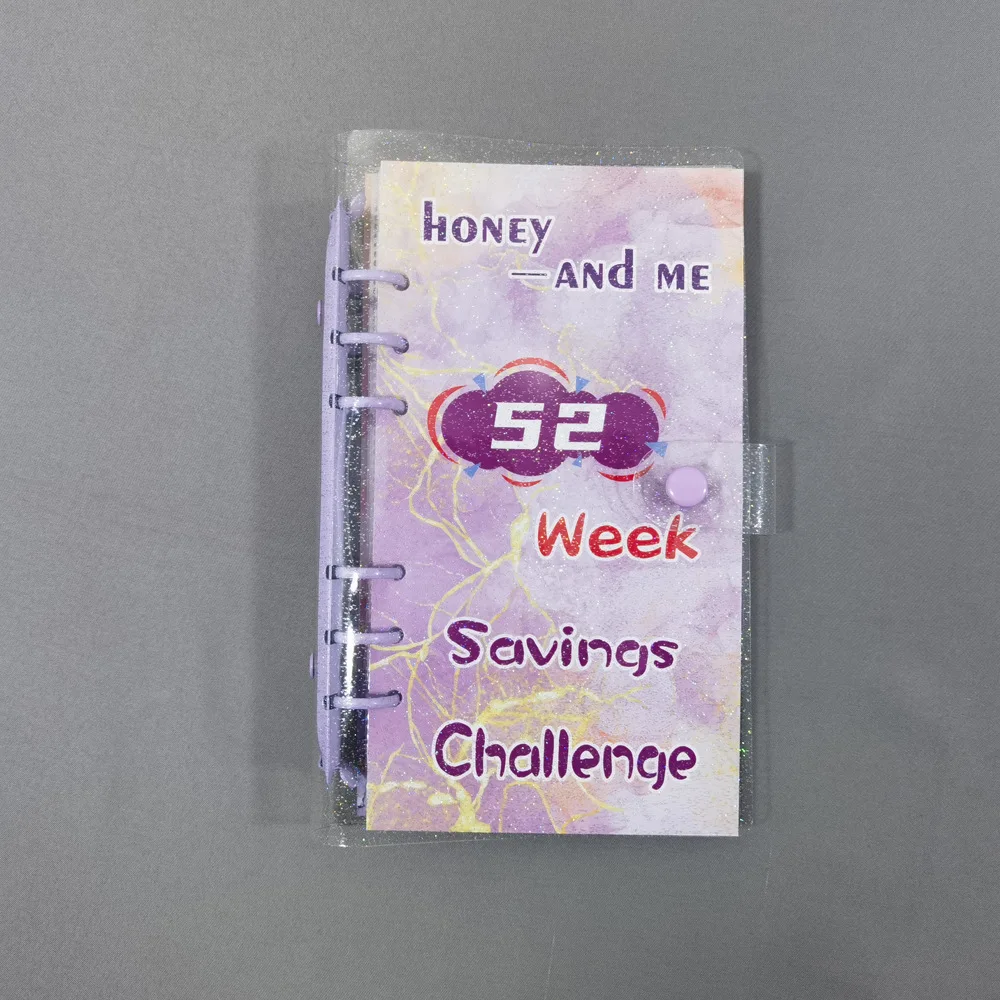 honey
—and me
52
Week
Savings
Challenge